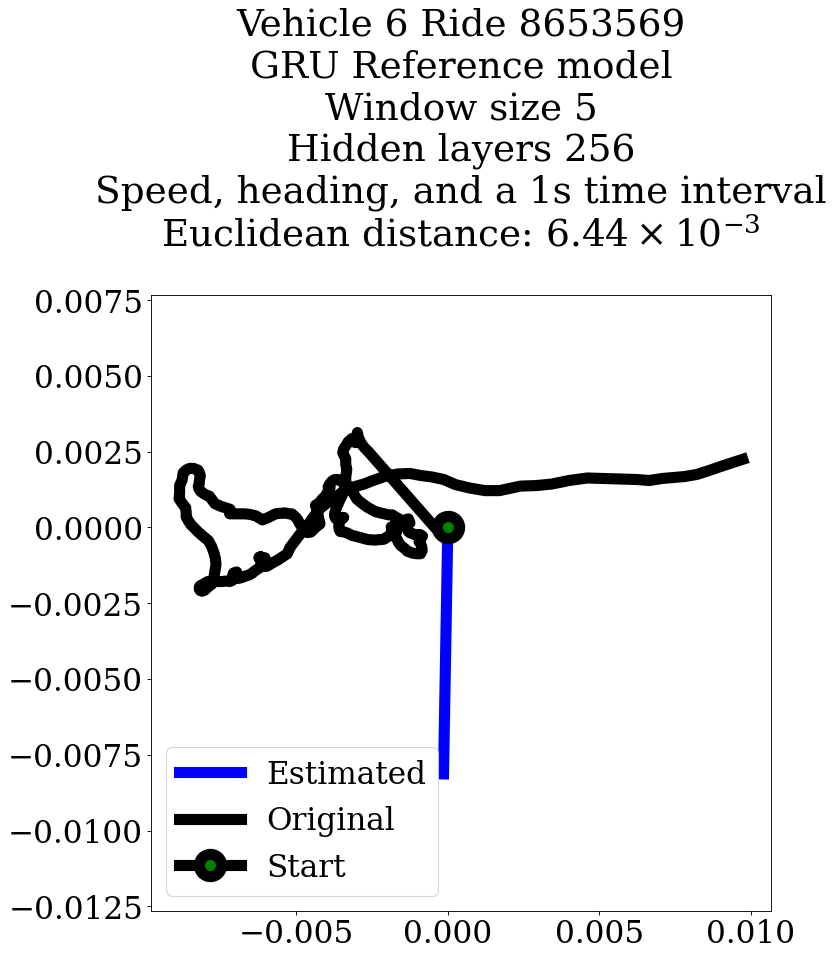 Vehicle 6 Ride 8653569
GRU Reference model
Window size 5
Hidden layers 256
Speed, heading, and a 1s time interval
Euclidean distance: 6.44 × 10⁻³
0.0075
0.0050
0.0025
0.0000
−0.0025
−0.0050
−0.0075
−0.0100
−0.0125
Estimated
Original
Start
−0.005 0.000 0.005 0.010